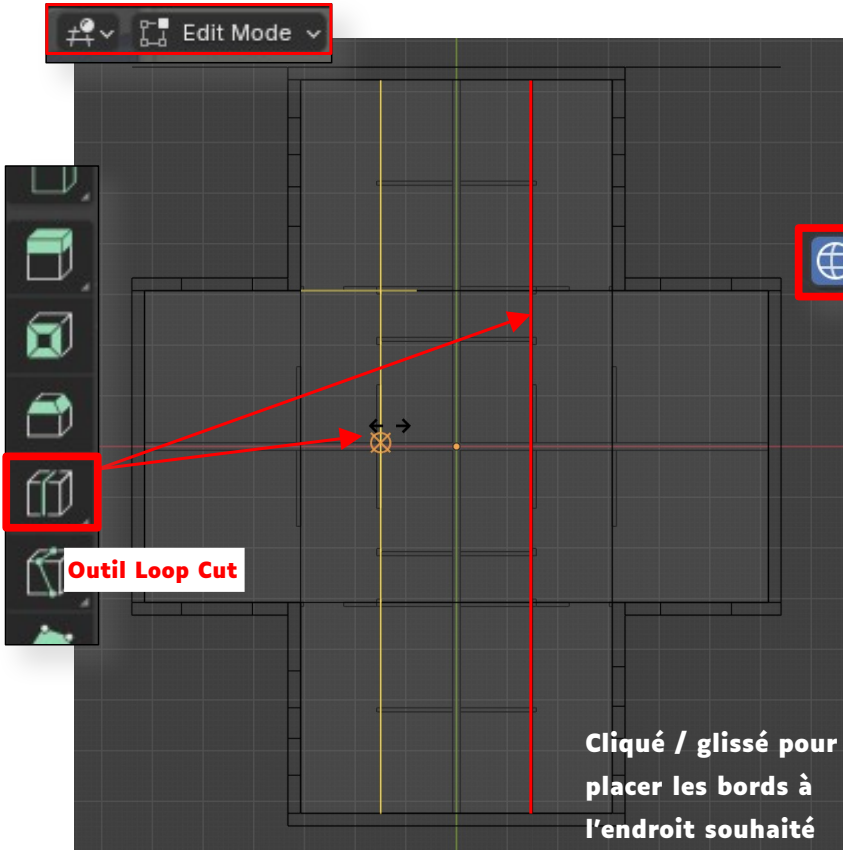 Edit Mode
Outil Loop Cut
Cliqué / glissé pour
placer les bords à
l'endroit souhaité